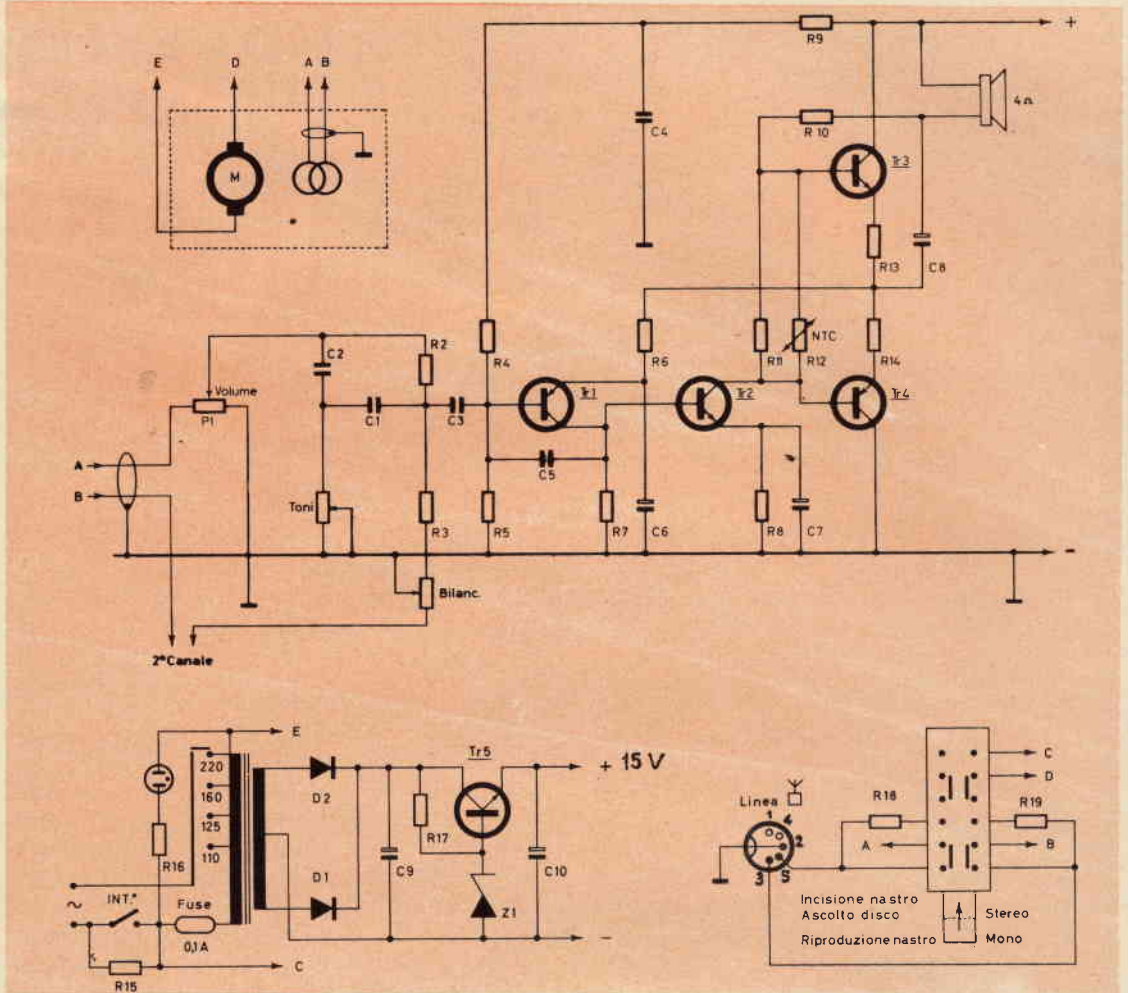 E D A B
M
R9
+
4Ω
C4
R10
Tr3
R13
C8
C2
R2
R4
R6
R11
NTC
R12
R14
Volume
P1
C1
C3
Tr1
Tr2
Tr4
A
B
C5
Toni
R3
R5
R7
C6
R8
C7
-
Bilanc.
2°Canale
E
220
160
125
110
R16
D2
Tr5
+ 15 V
R17
C9
C10
D1
Z1
~
INT.
Fuse
0,1A
R15
C
-
Linea
1 4
2
3 5
R18
R19
C
D
A
B
Incisione nastro
Ascolto disco
Stereo
Riproduzione nastro
Mono